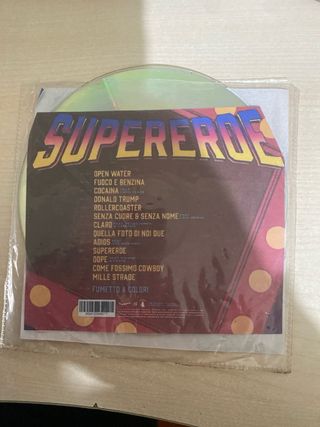 SUPEREROE
OPEN WATER
FUOCO E BENZINA
COCAINA
DONALD TRUMP
ROLLERCOASTER
SENZA CUORE & SENZA NOME
CLARO
QUELLA FOTO DI NOI DUE
ADIOS
SUPEREROE
DOPE
COME FOSSIMO COWBOY
MILLE STRADE
FUMETTO A COLORI